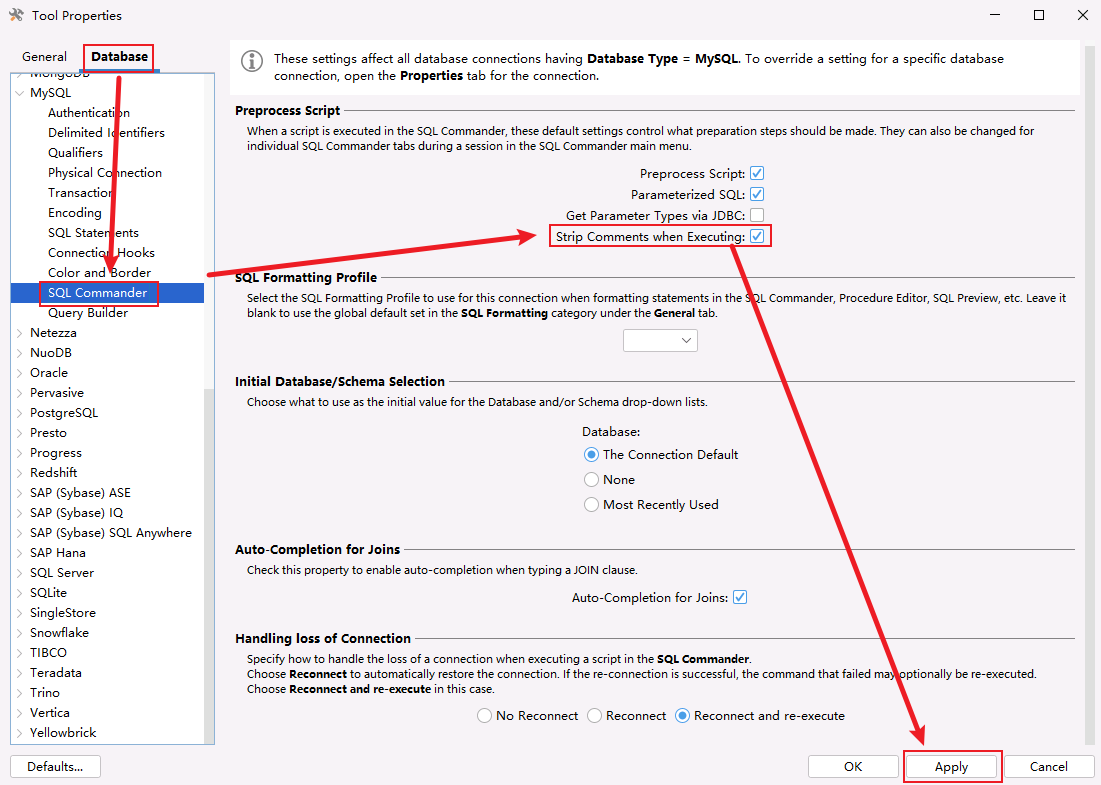 Tool Properties
General
Database
MongoDB
MySQL
Authentication
Delimited Identifiers
Qualifiers
Physical Connection
Transaction
Encoding
SQL Statements
Connection Hooks
Color and Border
SQL Commander
Query Builder
Netezza
NuoDB
Oracle
Pervasive
PostgreSQL
Presto
Progress
Redshift
SAP (Sybase) ASE
SAP (Sybase) IQ
SAP (Sybase) SQL Anywhere
SAP Hana
SQL Server
SQLite
SingleStore
Snowflake
TIBCO
Teradata
Trino
Vertica
Yellowbrick
These settings affect all database connections having Database Type = MySQL. To override a setting for a specific database
connection, open the Properties tab for the connection.
Preprocess Script
When a script is executed in the SQL Commander, these default settings control what preparation steps should be made. They can also be changed for
individual SQL Commander tabs during a session in the SQL Commander main menu.
Preprocess Script:
Parameterized SQL:
Get Parameter Types via JDBC:
Strip Comments when Executing:
SQL Formatting Profile
Select the SQL Formatting Profile to use for this connection when formatting statements in the SQL Commander, Procedure Editor, SQL Preview, etc. Leave it
blank to use the global default set in the SQL Formatting category under the General tab.
Initial Database/Schema Selection
Choose what to use as the initial value for the Database and/or Schema drop-down lists.
Database:
The Connection Default
None
Most Recently Used
Auto-Completion for Joins
Check this property to enable auto-completion when typing a JOIN clause.
Auto-Completion for Joins:
Handling loss of Connection
Specify how to handle the loss of a connection when executing a script in the SQL Commander.
Choose Reconnect to automatically restore the connection. If the re-connection is successful, the command that failed may optionally be re-executed.
Choose Reconnect and re-execute in this case.
No Reconnect
Reconnect
Reconnect and re-execute
Defaults...
OK
Apply
Cancel